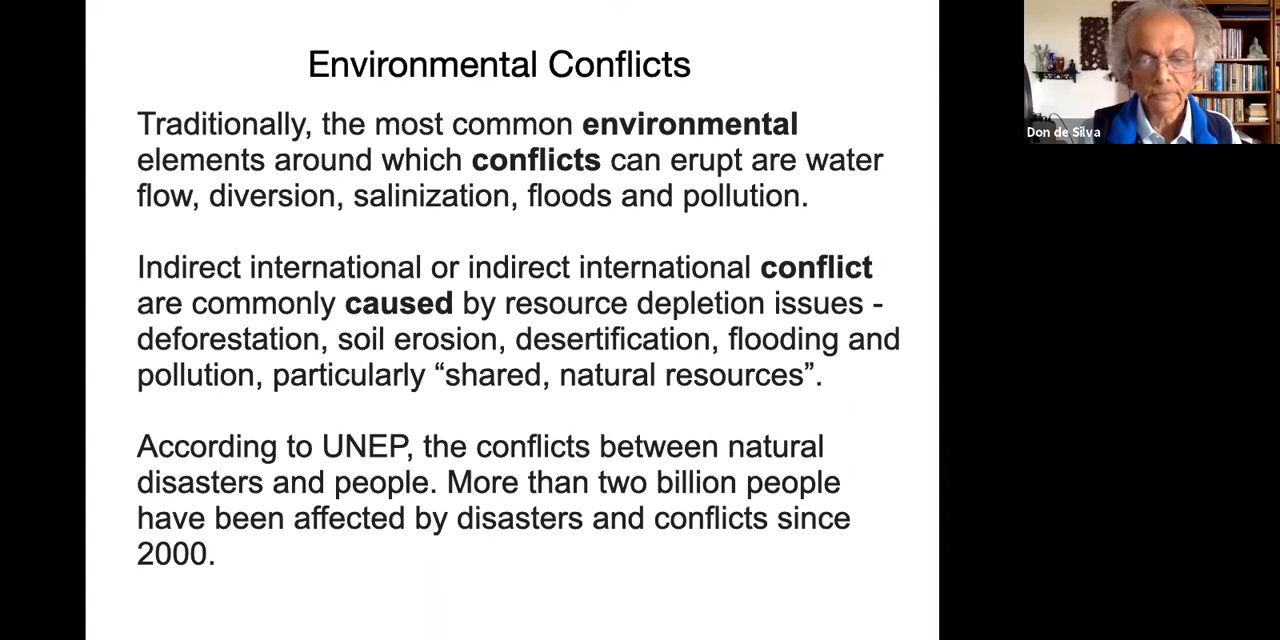 Environmental Conflicts
Traditionally, the most common environmental
elements around which conflicts can erupt are water
flow, diversion, salinization, floods and pollution.
Indirect international or indirect international conflict
are commonly caused by resource depletion issues -
deforestation, soil erosion, desertification, flooding and
pollution, particularly “shared, natural resources”.
According to UNEP, the conflicts between natural
disasters and people. More than two billion people
have been affected by disasters and conflicts since
2000.
Don de Silva